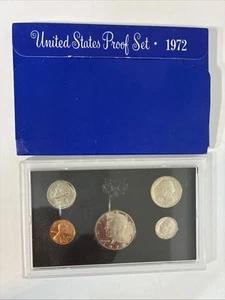 United States Proof Set · 1972